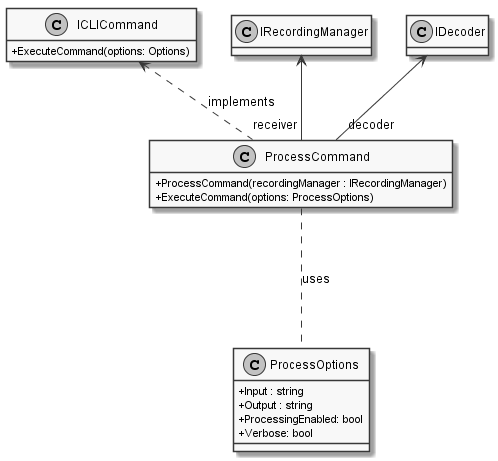 C ICLICommand
+ExecuteCommand(options: Options)
C IRecordingManager
C IDecoder
implements
receiver
decoder
C ProcessCommand
+ProcessCommand(recordingManager : IRecordingManager)
+ExecuteCommand(options: ProcessOptions)
uses
C ProcessOptions
+Input : string
+Output : string
+ProcessingEnabled: bool
+Verbose: bool